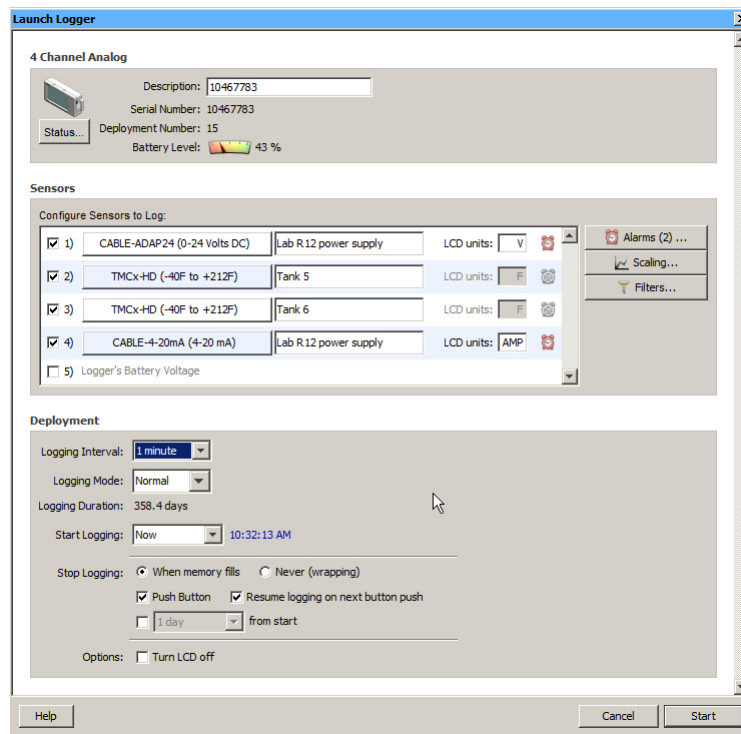 Launch Logger
4 Channel Analog
Description: 10467783
Serial Number: 10467783
Status... Deployment Number: 15
Battery Level: 43 %
Sensors
Configure Sensors to Log:
1) CABLE-ADAP24 (0-24 Volts DC) Lab R12 power supply LCD units: V Alarms (2) ...
Scaling...
2) TMCx-HD (-40F to +212F) Tank 5 LCD units: F
Filters...
3) TMCx-HD (-40F to +212F) Tank 6 LCD units: F
4) CABLE-4-20mA (4-20 mA) Lab R12 power supply LCD units: AMP
5) Logger's Battery Voltage
Deployment
Logging Interval: 1 minute
Logging Mode: Normal
Logging Duration: 358.4 days
Start Logging: Now 10:32:13 AM
Stop Logging: When memory fills Never (wrapping)
Push Button Resume logging on next button push
1 day from start
Options: Turn LCD off
Help Cancel Start